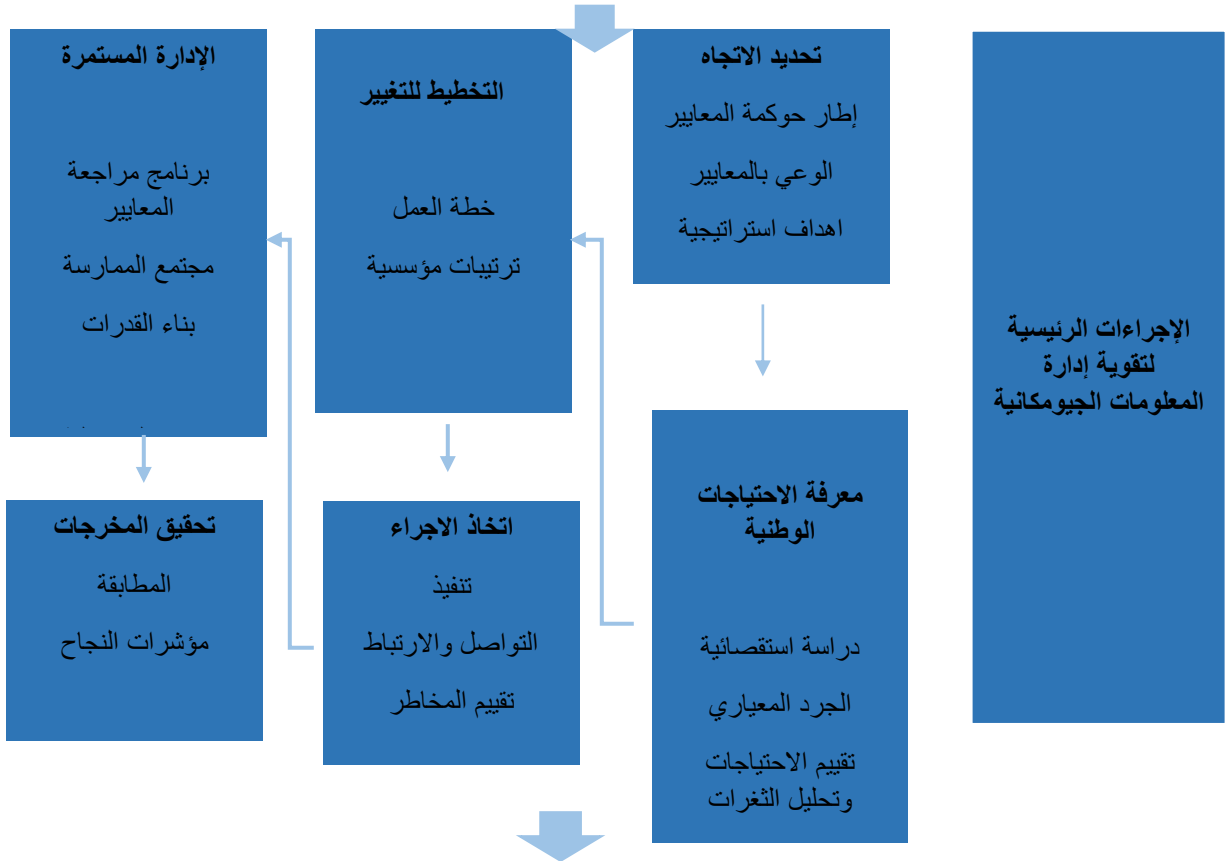 الإجراءات الرئيسية
لتقوية إدارة
المعلومات الجيومكانية
تحديد الاتجاه
إطار حوكمة المعايير
الوعي بالمعايير
اهداف استراتيجية
معرفة الاحتياجات
الوطنية
دراسة استقصائية
الجرد المعياري
تقييم الاحتياجات
وتحليل الثغرات
التخطيط للتغيير
خطة العمل
ترتيبات مؤسسية
اتخاذ الاجراء
تنفيذ
التواصل والارتباط
تقييم المخاطر
الإدارة المستمرة
برنامج مراجعة
المعايير
مجتمع الممارسة
بناء القدرات
تحقيق المخرجات
المطابقة
مؤشرات النجاح